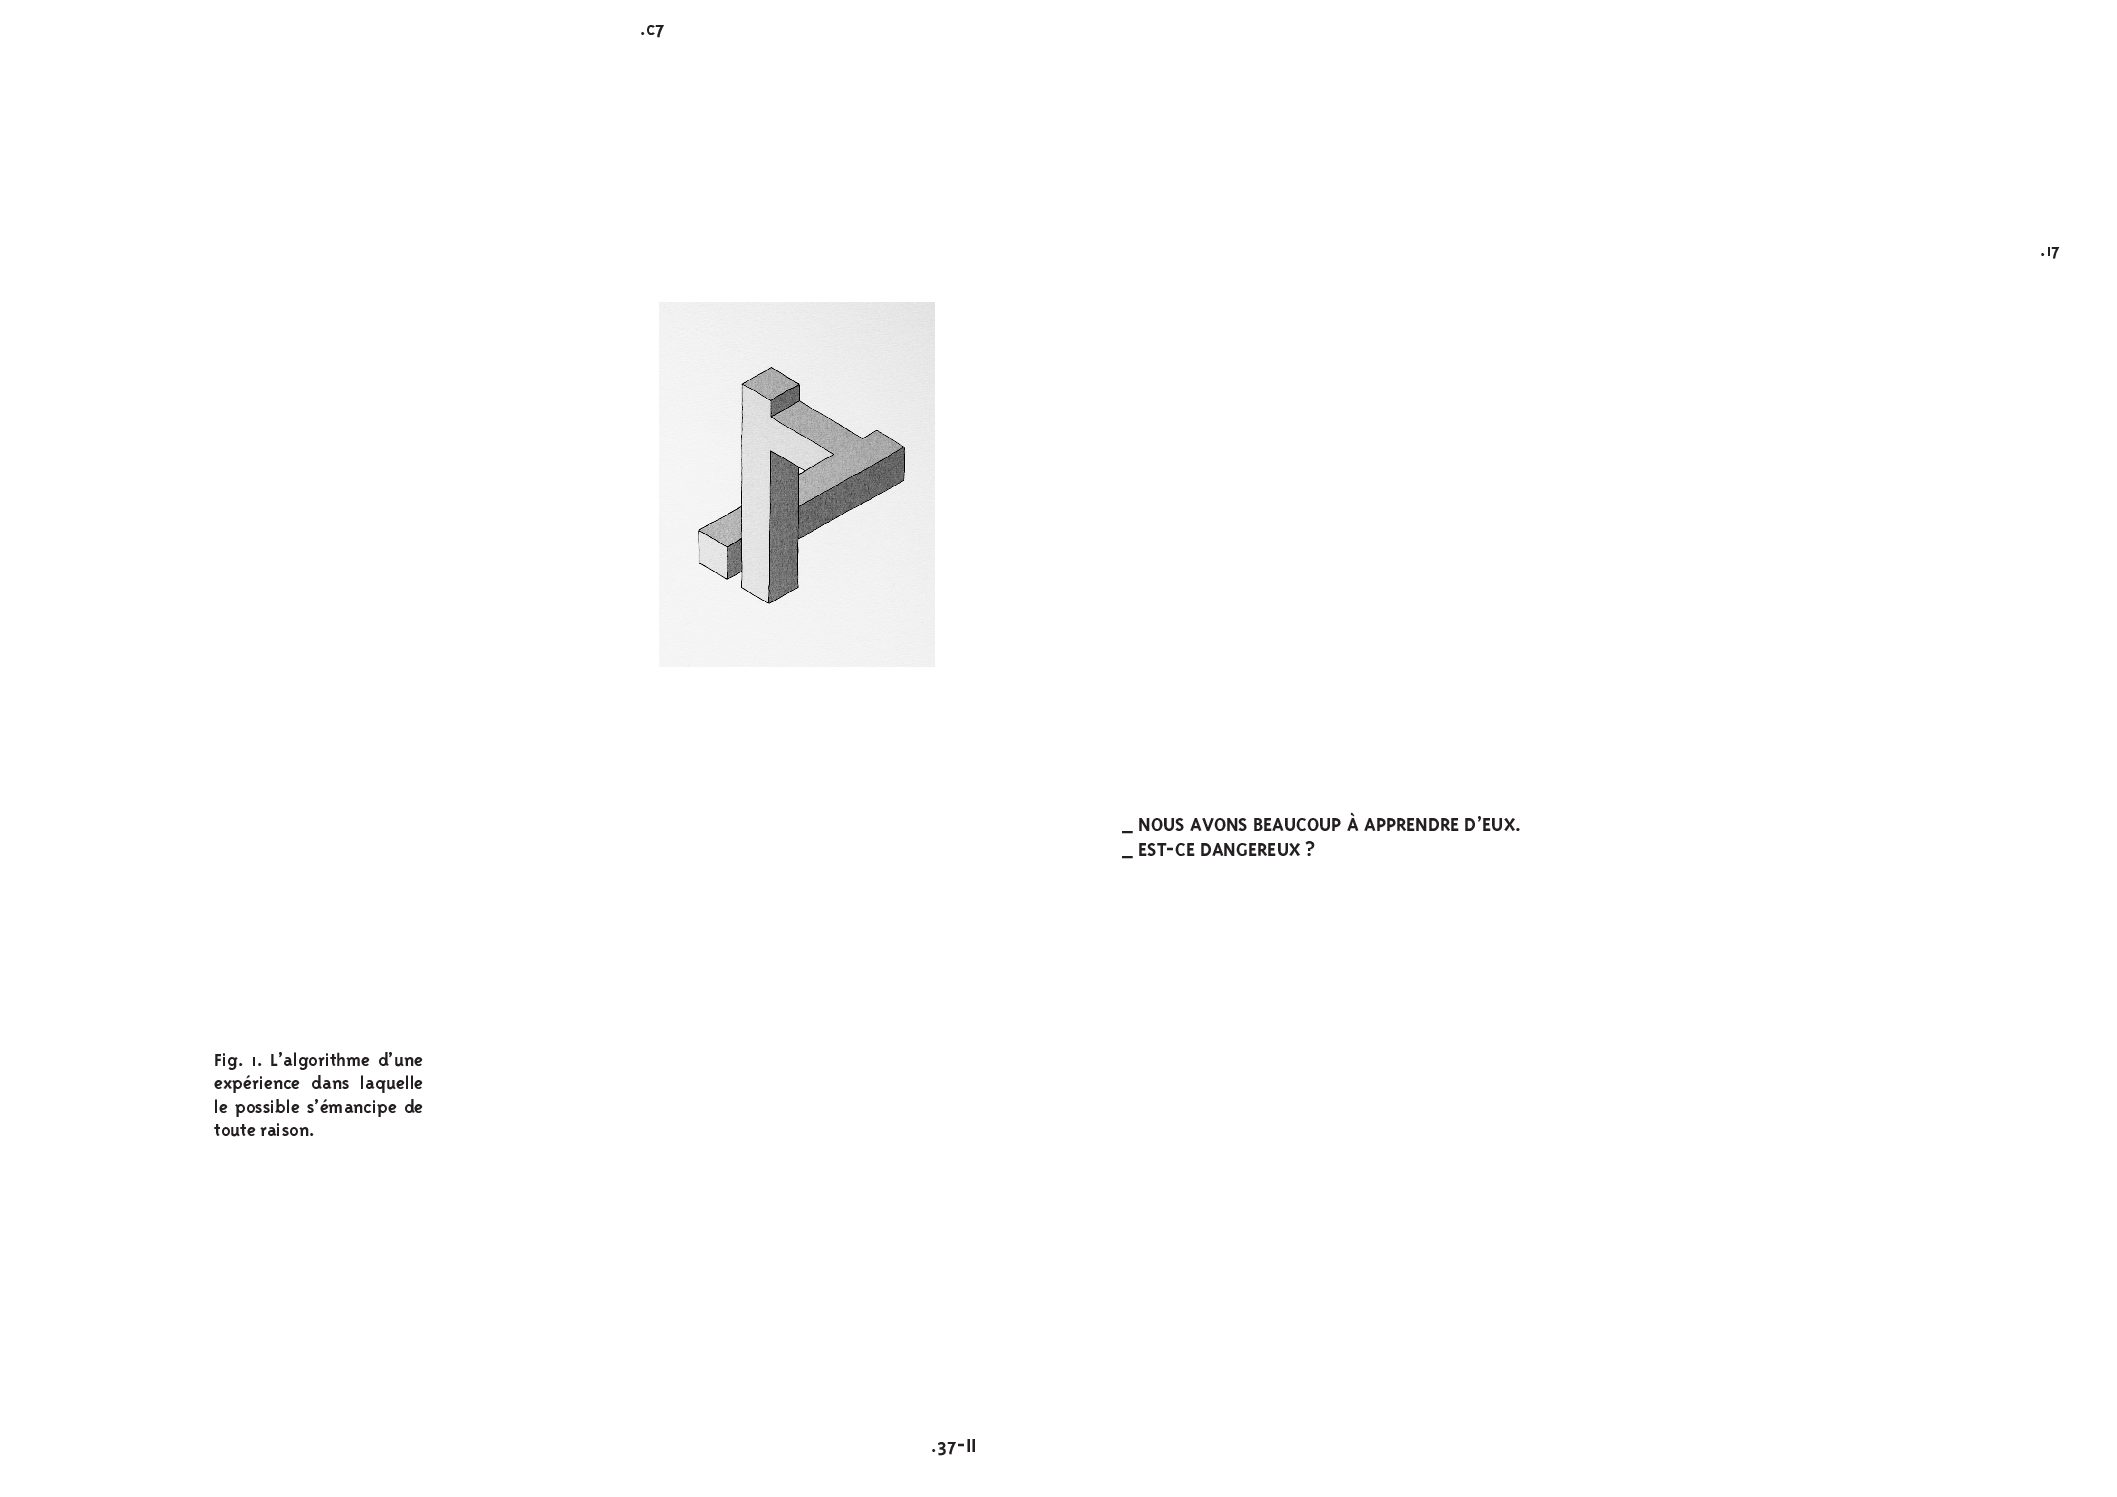 .c7
.17
_ NOUS AVONS BEAUCOUP À APPRENDRE D’EUX.
_ EST-CE DANGEREUX ?
Fig. 1. L’algorithme d’une
expérience dans laquelle
le possible s’émancipe de
toute raison.
.37-II